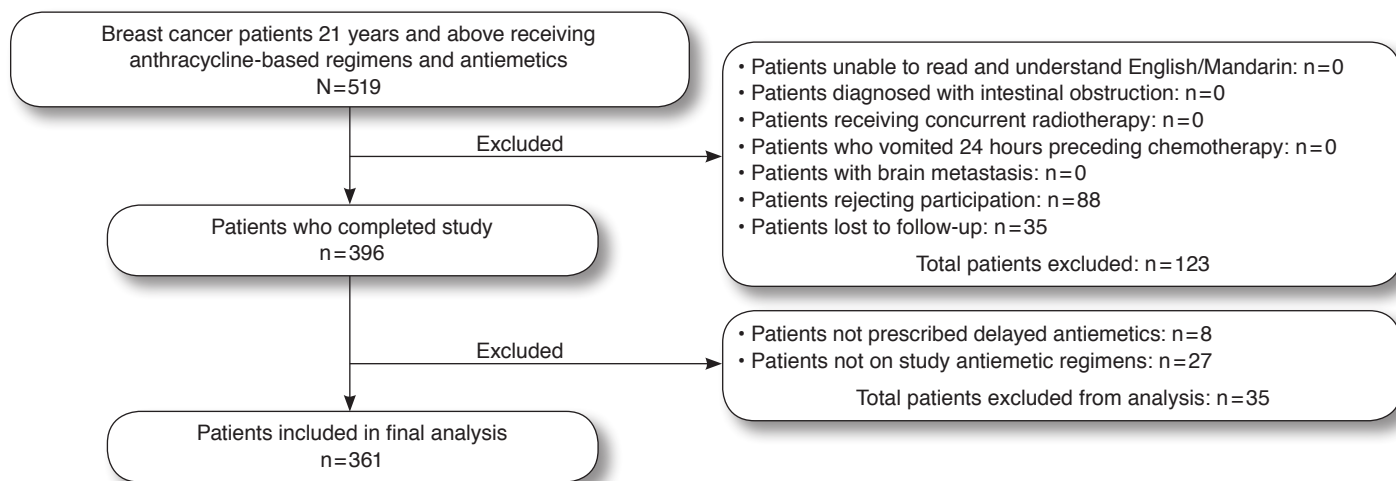 Breast cancer patients 21 years and above receiving
anthracycline-based regimens and antiemetics
N=519
Excluded
• Patients unable to read and understand English/Mandarin: n=0
• Patients diagnosed with intestinal obstruction: n=0
• Patients receiving concurrent radiotherapy: n=0
• Patients who vomited 24 hours preceding chemotherapy: n=0
• Patients with brain metastasis: n=0
• Patients rejecting participation: n=88
• Patients lost to follow-up: n=35
Total patients excluded: n=123
Patients who completed study
n=396
Excluded
• Patients not prescribed delayed antiemetics: n=8
• Patients not on study antiemetic regimens: n=27
Total patients excluded from analysis: n=35
Patients included in final analysis
n=361